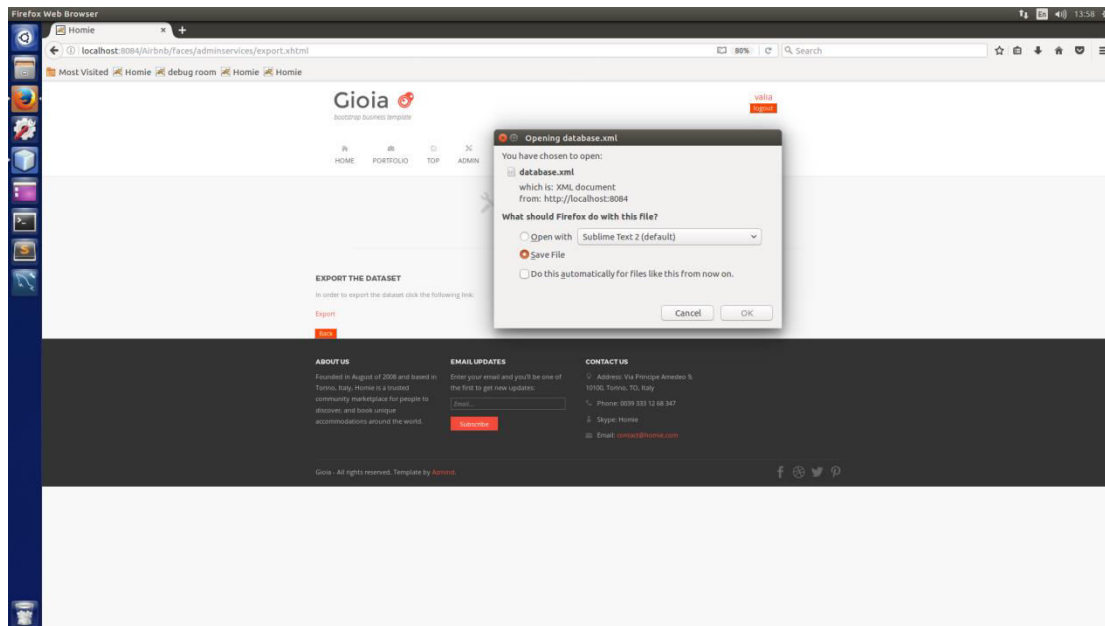 Firefox Web Browser
En 13:58
Homie × +
localhost:8084/Airbnb/faces/adminservices/export.xhtml 80% Search
Most Visited Homie debug room Homie Homie
Gioia
bootstrap business template
valia
logout
HOME PORTFOLIO TOP ADMIN
Opening database.xml
You have chosen to open:
database.xml
which is: XML document
from: http://localhost:8084
What should Firefox do with this file?
Open with Sublime Text 2 (default)
Save File
Do this automatically for files like this from now on.
Cancel OK
EXPORT THE DATASET
In order to export the dataset click the following link:
Export
Back
ABOUT US
Founded in August of 2008 and based in
Torino, Italy, Homie is a trusted
community marketplace for people to
discover, and book unique
accommodations around the world.
EMAIL UPDATES
Enter your email and you'll be one of
the first to get new updates:
Email...
Subscribe
CONTACT US
Address: Via Principe Amedeo 9,
10100, Torino, TO, Italy
Phone: 0039 333 12 68 347
Skype: Homie
Email: contact@homie.com
Gioia - All rights reserved. Template by Azmind.